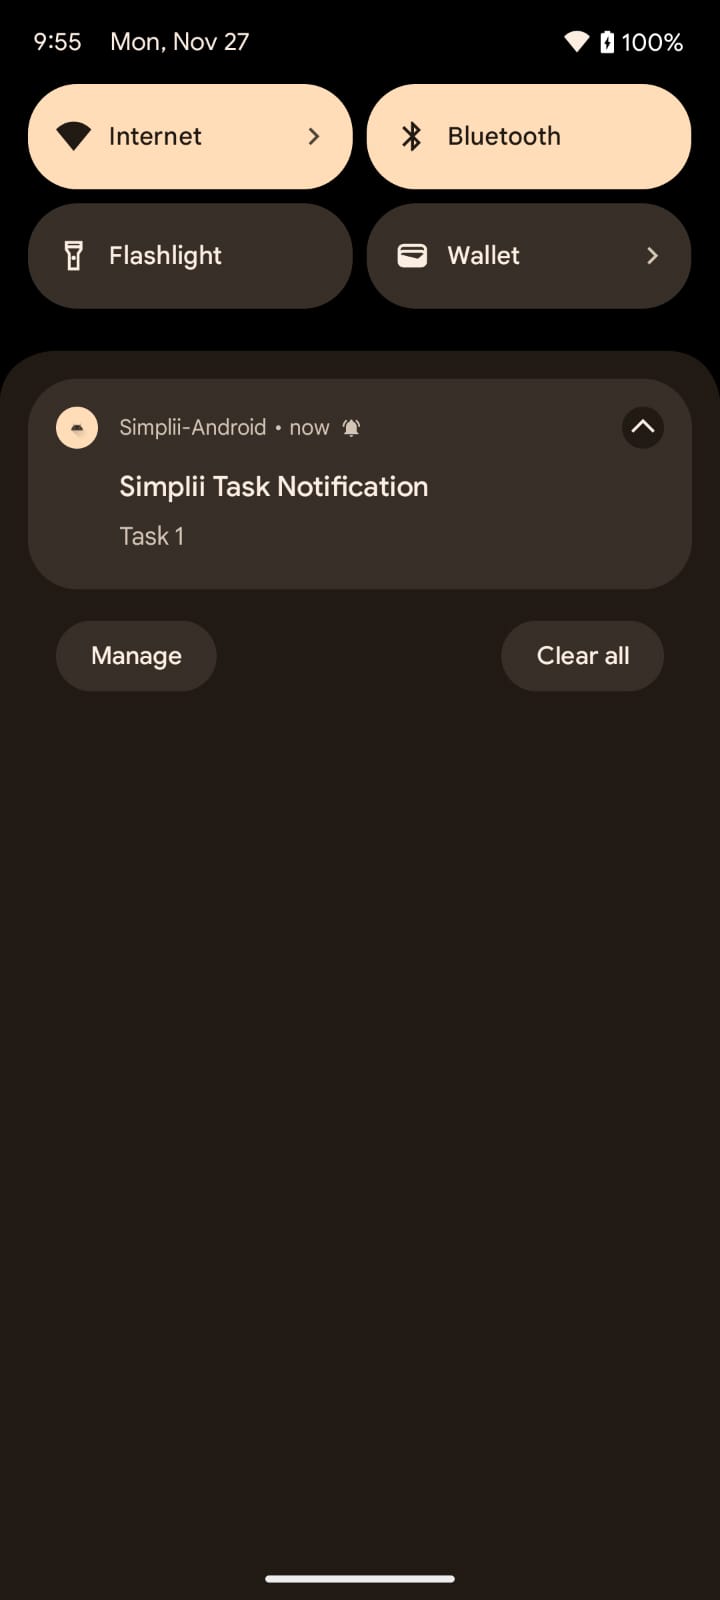 9:55 Mon, Nov 27 100%
Internet Bluetooth
Flashlight Wallet
Simplii-Android • now
Simplii Task Notification
Task 1
Manage Clear all